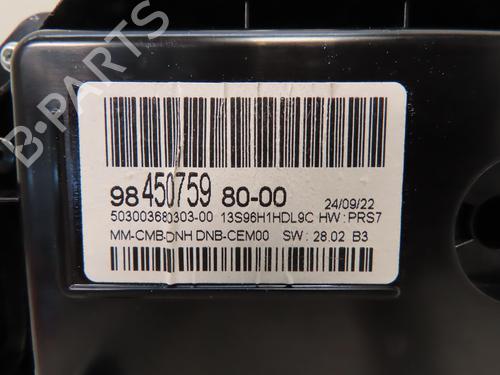 B-PARTS
98 450759 80-00 24/09/22
503003680303-00 13S96H1HDL9C HW : PRS7
MM-CMB-DNH DNB-CEM00 SW : 28.02 B3